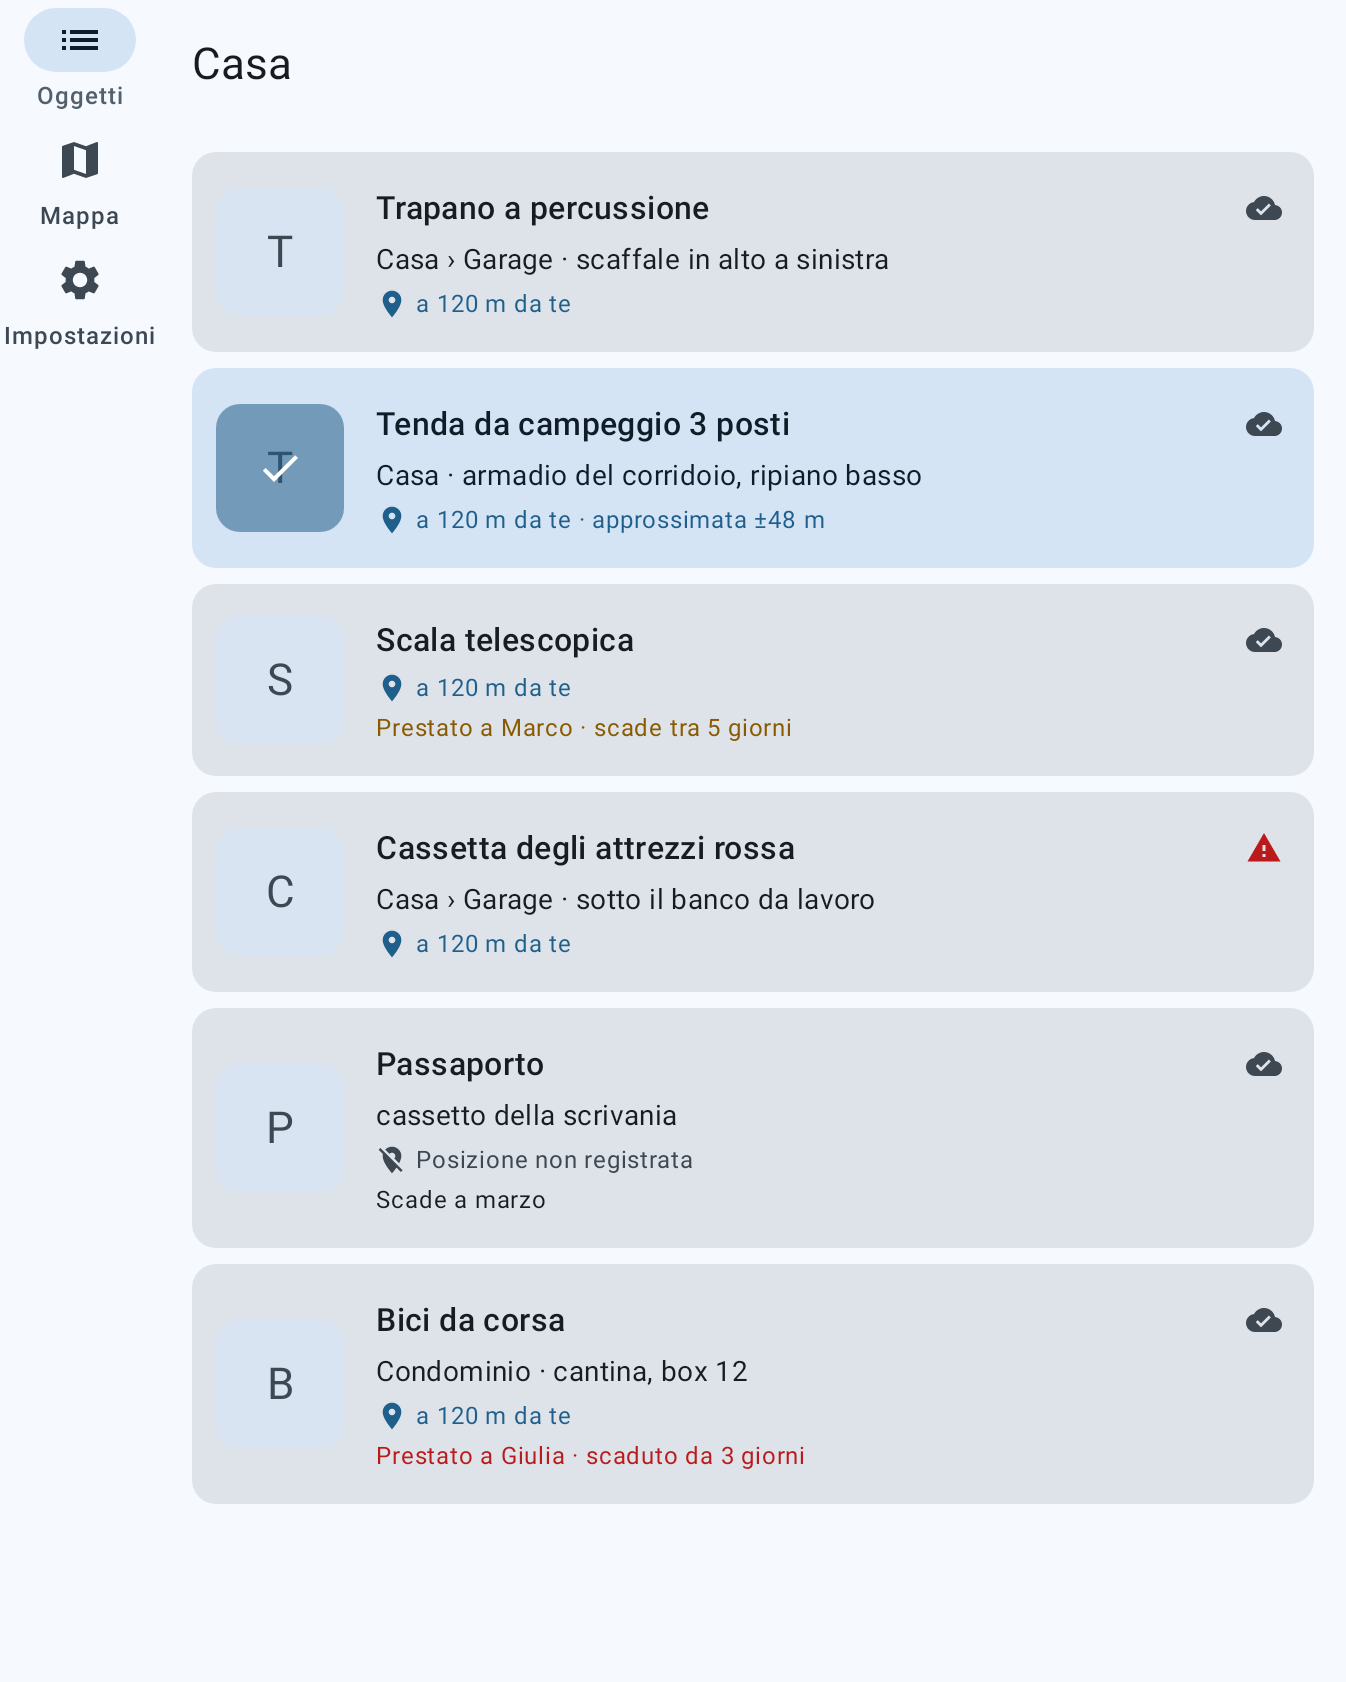 Oggetti
Mappa
Impostazioni
Casa
T
Trapano a percussione
Casa › Garage · scaffale in alto a sinistra
a 120 m da te
T
Tenda da campeggio 3 posti
Casa · armadio del corridoio, ripiano basso
a 120 m da te · approssimata ±48 m
S
Scala telescopica
a 120 m da te
Prestato a Marco · scade tra 5 giorni
C
Cassetta degli attrezzi rossa
Casa › Garage · sotto il banco da lavoro
a 120 m da te
P
Passaporto
cassetto della scrivania
Posizione non registrata
Scade a marzo
B
Bici da corsa
Condominio · cantina, box 12
a 120 m da te
Prestato a Giulia · scaduto da 3 giorni